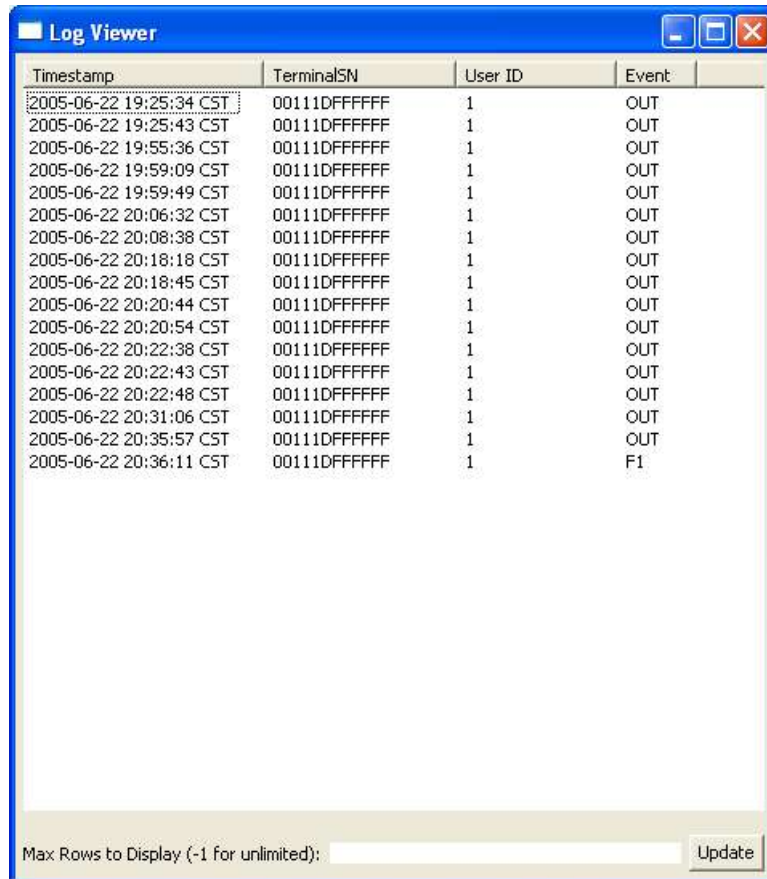 Log Viewer
Timestamp TerminalSN User ID Event
2005-06-22 19:25:34 CST 00111DFFFFFF 1 OUT
2005-06-22 19:25:43 CST 00111DFFFFFF 1 OUT
2005-06-22 19:55:36 CST 00111DFFFFFF 1 OUT
2005-06-22 19:59:09 CST 00111DFFFFFF 1 OUT
2005-06-22 19:59:49 CST 00111DFFFFFF 1 OUT
2005-06-22 20:06:32 CST 00111DFFFFFF 1 OUT
2005-06-22 20:08:38 CST 00111DFFFFFF 1 OUT
2005-06-22 20:18:18 CST 00111DFFFFFF 1 OUT
2005-06-22 20:18:45 CST 00111DFFFFFF 1 OUT
2005-06-22 20:20:44 CST 00111DFFFFFF 1 OUT
2005-06-22 20:20:54 CST 00111DFFFFFF 1 OUT
2005-06-22 20:22:38 CST 00111DFFFFFF 1 OUT
2005-06-22 20:22:43 CST 00111DFFFFFF 1 OUT
2005-06-22 20:22:48 CST 00111DFFFFFF 1 OUT
2005-06-22 20:31:06 CST 00111DFFFFFF 1 OUT
2005-06-22 20:35:57 CST 00111DFFFFFF 1 OUT
2005-06-22 20:36:11 CST 00111DFFFFFF 1 F1
Max Rows to Display (-1 for unlimited): Update